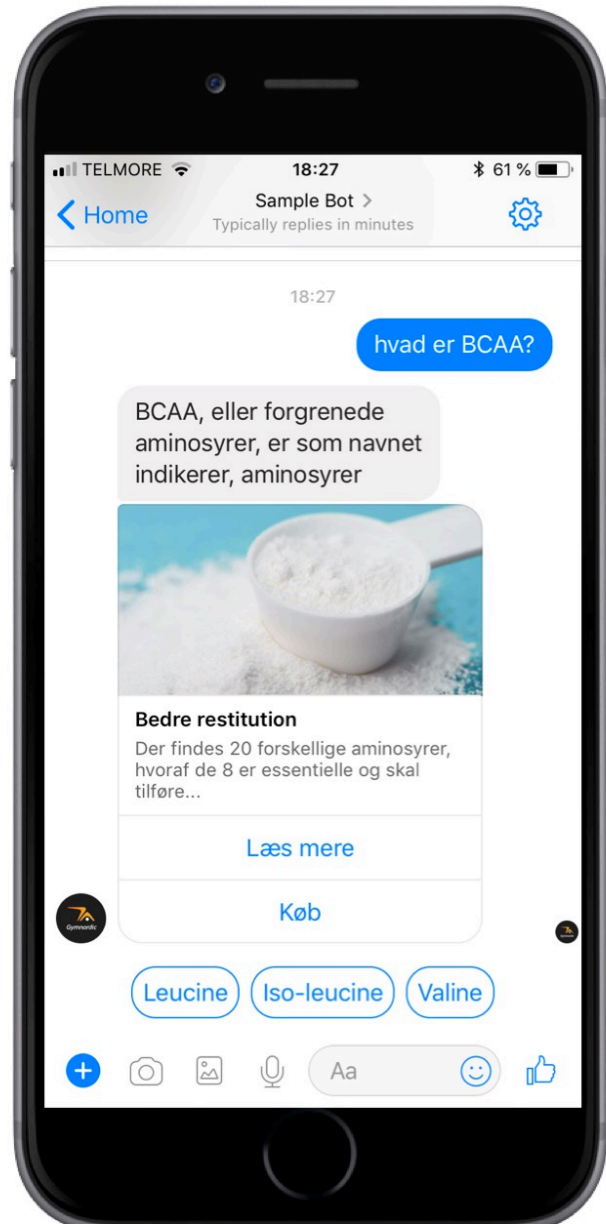 TELMORE 18:27 61 %
Home Sample Bot >
Typically replies in minutes
18:27
hvad er BCAA?
BCAA, eller forgrenede
aminosyrer, er som navnet
indikerer, aminosyrer
Bedre restitution
Der findes 20 forskellige aminosyrer,
hvoraf de 8 er essentielle og skal
tilføre...
Læs mere
Køb
Gymnordic
Leucine Iso-leucine Valine
Aa